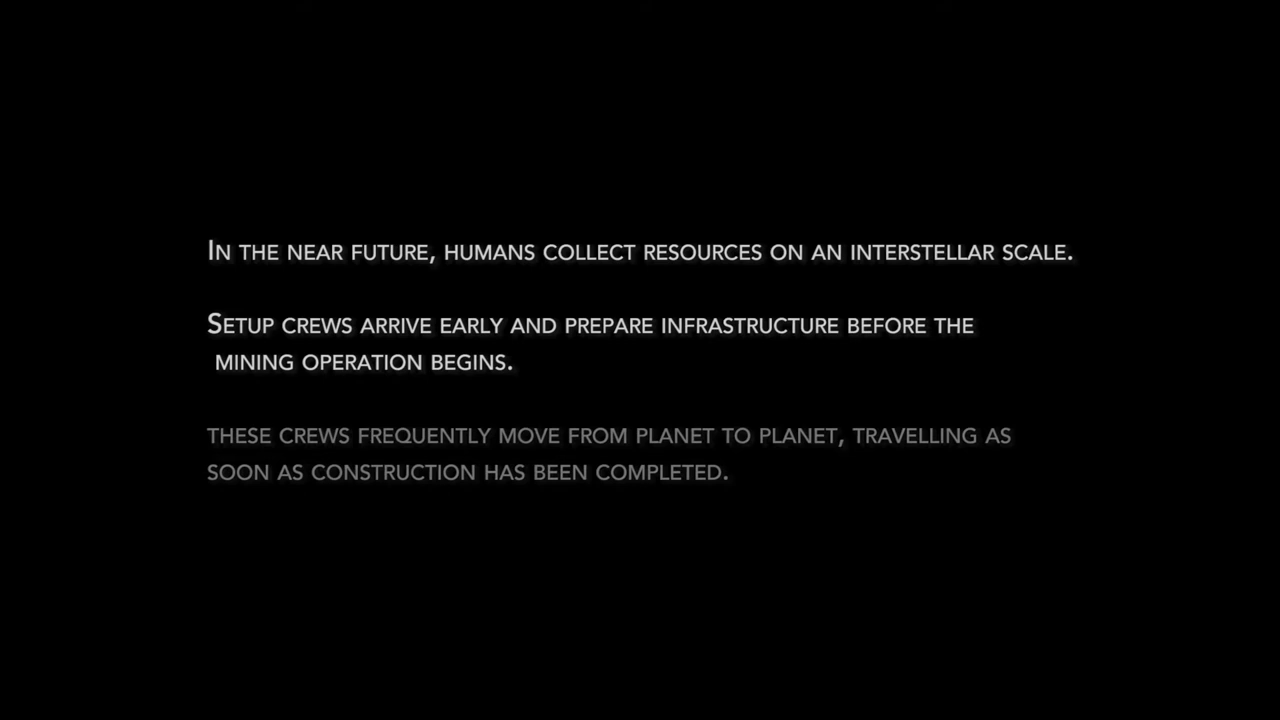 In the near future, humans collect resources on an interstellar scale.
Setup crews arrive early and prepare infrastructure before the
mining operation begins.
these crews frequently move from planet to planet, travelling as
soon as construction has been completed.